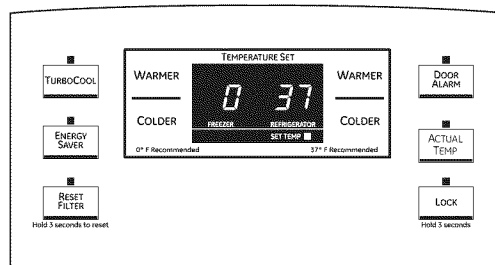 TEMPERATURE SET
TURBOCOOL
WARMER
WARMER
DOOR
ALARM
0 37
COLDER
COLDER
FREEZER REFRIGERATOR
SET TEMP
0° F Recommended
37° F Recommended
ENERGY
SAVER
ACTUAL
TEMP
RESET
FILTER
LOCK
Hold 3 seconds to reset
Hold 3 seconds